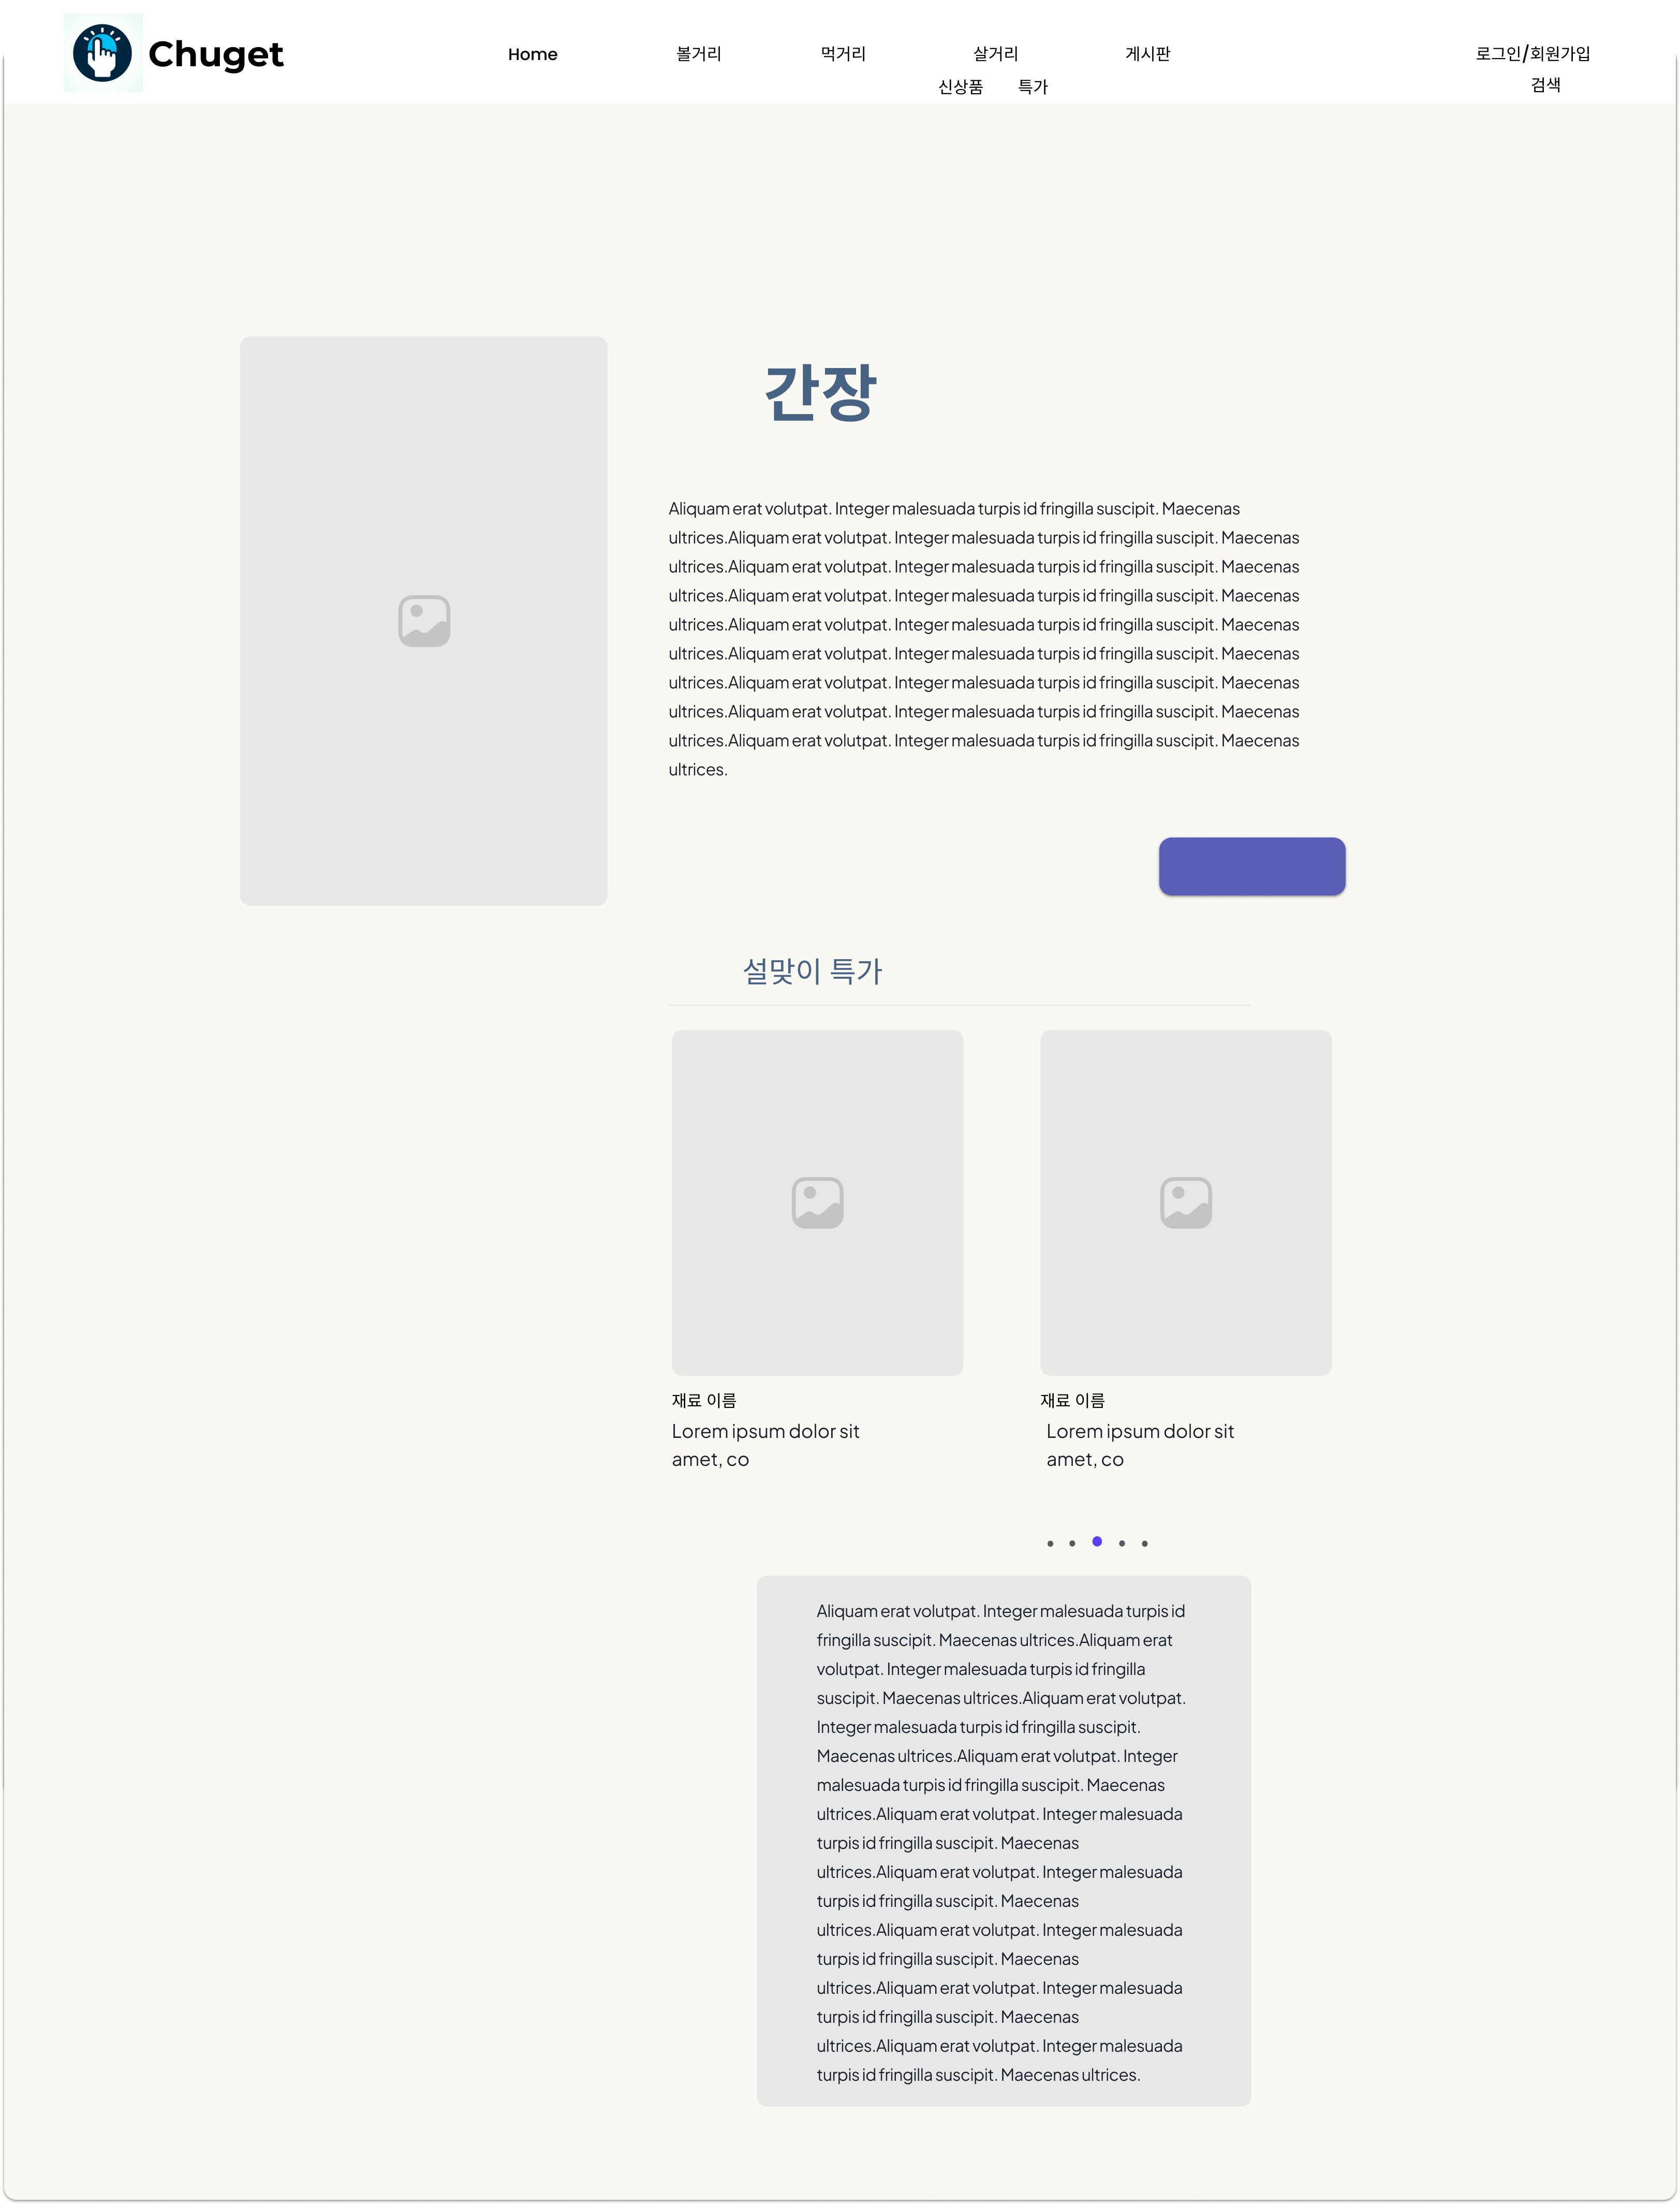 Chuget
Home
볼거리
먹거리
살거리
게시판
로그인/회원가입
신상품
특가
검색
간장
Aliquam erat volutpat. Integer malesuada turpis id fringilla suscipit. Maecenas
ultrices.Aliquam erat volutpat. Integer malesuada turpis id fringilla suscipit. Maecenas
ultrices.Aliquam erat volutpat. Integer malesuada turpis id fringilla suscipit. Maecenas
ultrices.Aliquam erat volutpat. Integer malesuada turpis id fringilla suscipit. Maecenas
ultrices.Aliquam erat volutpat. Integer malesuada turpis id fringilla suscipit. Maecenas
ultrices.Aliquam erat volutpat. Integer malesuada turpis id fringilla suscipit. Maecenas
ultrices.Aliquam erat volutpat. Integer malesuada turpis id fringilla suscipit. Maecenas
ultrices.Aliquam erat volutpat. Integer malesuada turpis id fringilla suscipit. Maecenas
ultrices.Aliquam erat volutpat. Integer malesuada turpis id fringilla suscipit. Maecenas
ultrices.
설맞이 특가
재료 이름
Lorem ipsum dolor sit
amet, co
재료 이름
Lorem ipsum dolor sit
amet, co
Aliquam erat volutpat. Integer malesuada turpis id
fringilla suscipit. Maecenas ultrices.Aliquam erat
volutpat. Integer malesuada turpis id fringilla
suscipit. Maecenas ultrices.Aliquam erat volutpat.
Integer malesuada turpis id fringilla suscipit.
Maecenas ultrices.Aliquam erat volutpat. Integer
malesuada turpis id fringilla suscipit. Maecenas
ultrices.Aliquam erat volutpat. Integer malesuada
turpis id fringilla suscipit. Maecenas
ultrices.Aliquam erat volutpat. Integer malesuada
turpis id fringilla suscipit. Maecenas
ultrices.Aliquam erat volutpat. Integer malesuada
turpis id fringilla suscipit. Maecenas
ultrices.Aliquam erat volutpat. Integer malesuada
turpis id fringilla suscipit. Maecenas
ultrices.Aliquam erat volutpat. Integer malesuada
turpis id fringilla suscipit. Maecenas ultrices.